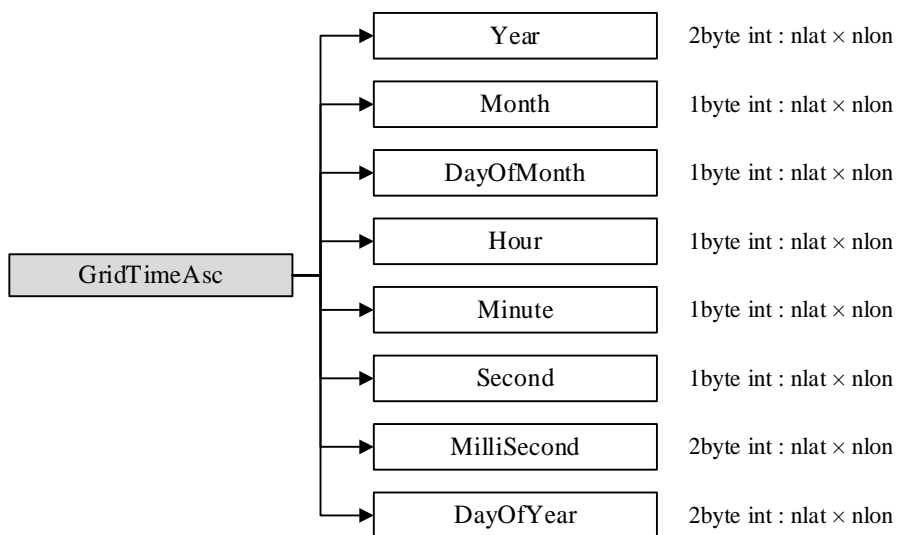 Year 2byte int : nlat × nlon
Month 1byte int : nlat × nlon
DayOfMonth 1byte int : nlat × nlon
Hour 1byte int : nlat × nlon
GridTimeAsc
Minute 1byte int : nlat × nlon
Second 1byte int : nlat × nlon
MilliSecond 2byte int : nlat × nlon
DayOfYear 2byte int : nlat × nlon